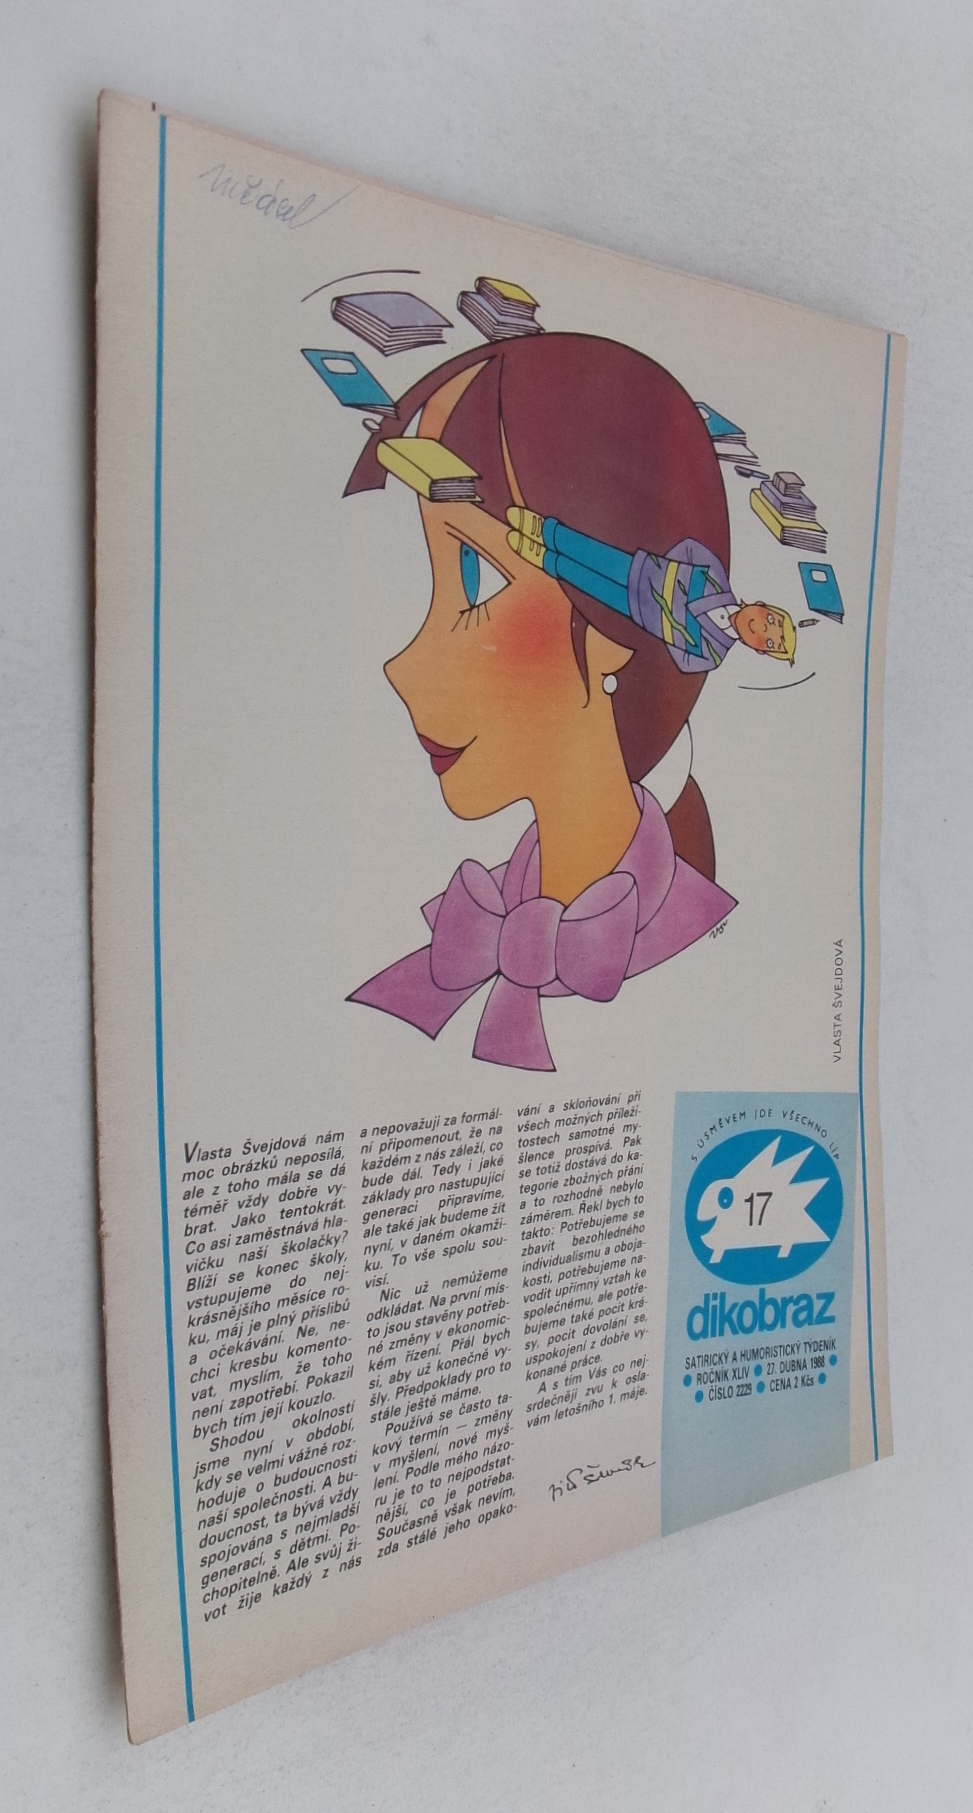 VLASTA ŠVEJDOVÁ
Vlasta Švejdová nám
moc obrázků neposílá,
ale z toho mála se dá
téměř vždy dobře vy-
brat. Jako tentokrát.
Co asi zaměstnává hla-
vičku naší školačky?
Blíží se konec školy,
vstupujeme do nej-
krásnějšího měsíce ro-
ku, máj je plný příslibů
a očekávání. Ne, ne-
chci kresbu komento-
vat, myslím, že toho
není zapotřebí. Pokazil
bych tím její kouzlo.
Shodou okolností
jsme nyní v období,
kdy se velmi vážně roz-
hoduje o budoucnosti
naší společnosti. A bu-
doucnost, ta bývá vždy
spojována s nejmladší
generací, s dětmi. Po-
chopitelně. Ale svůj ži-
vot žije každý z nás
a nepovažuji za formál-
ní připomenout, že na
každém z nás záleží, co
bude dál. Tedy i jaké
základy pro nastupující
generaci připravíme,
ale také jak budeme žít
nyní, v daném okamži-
ku. To vše spolu sou-
visí.
Nic už nemůžeme
odkládat. Na první mís-
to jsou stavěny potřeb-
né změny v ekonomic-
kém řízení. Přál bych
si, aby už konečně vy-
šly. Předpoklady pro to
stále ještě máme.
Používá se často ta-
kový termín — změny
v myšlení, nové myš-
lení. Podle mého názo-
ru je to to nejpodstat-
nější, co je potřeba.
Současně však nevím,
zda stálé jeho opako-
vání a skloňování při
všech možných příleži-
tostech samotné my-
šlence prospívá. Pak
se totiž dostává do ka-
tegorie zbožných přání
a to rozhodně nebylo
záměrem. Řekl bych to
takto: Potřebujeme se
zbavit bezohledného
individualismu a oboja-
kosti, potřebujeme na-
vodit upřímný vztah ke
společnému, ale potře-
bujeme také pocit krá-
sy, pocit dovolání se,
uspokojení z dobře vy-
konané práce.
A s tím Vás co nej-
srdečněji zvu k osla-
vám letošního 1. máje.
S ÚSMĚVEM JDE VŠECHNO LÍP
17
dikobraz
SATIRICKÝ A HUMORISTICKÝ TÝDENÍK
● ROČNÍK XLIV ● 27. DUBNA 1988 ●
● ČÍSLO 2229 ● CENA 2 Kčs ●